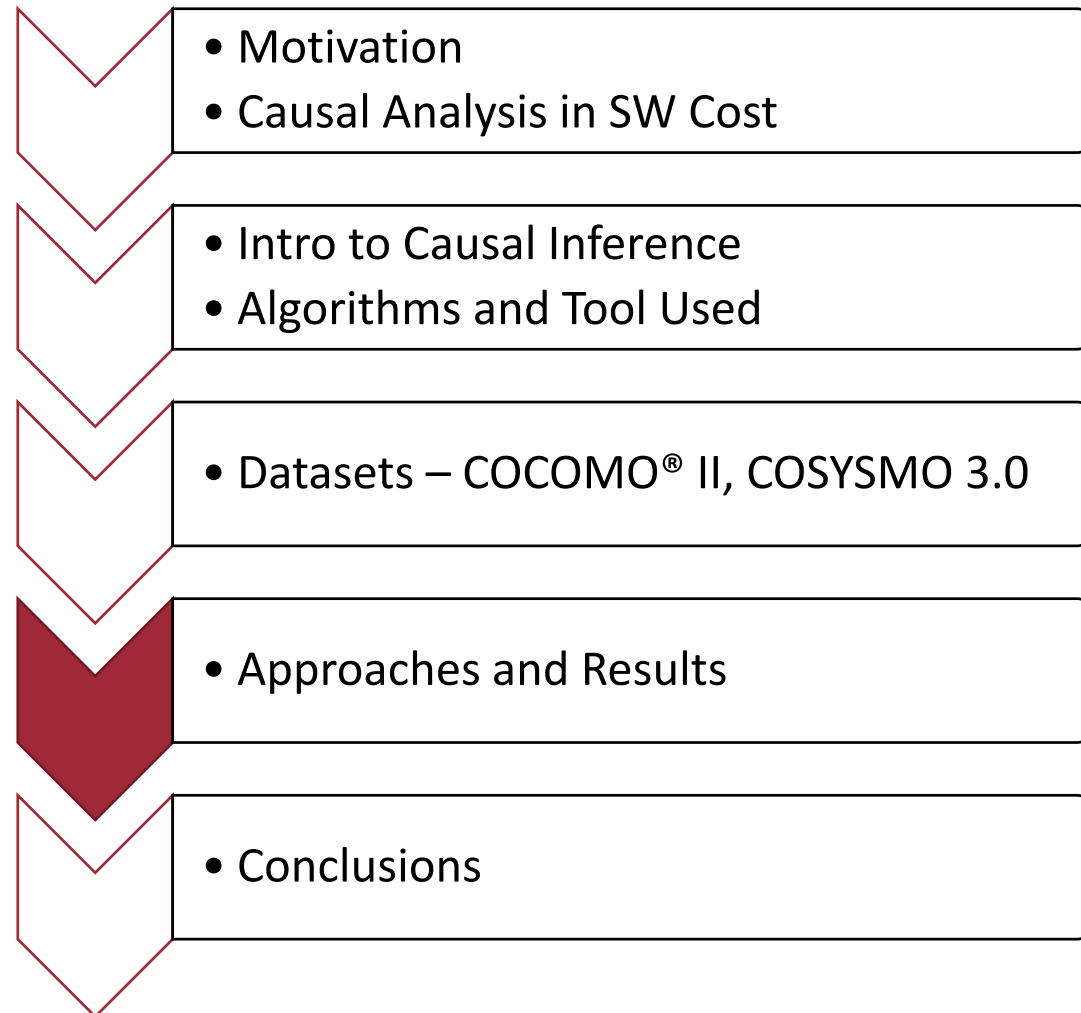 • Motivation
• Causal Analysis in SW Cost
• Intro to Causal Inference
• Algorithms and Tool Used
• Datasets – COCOMO® II, COSYSMO 3.0
• Approaches and Results
• Conclusions